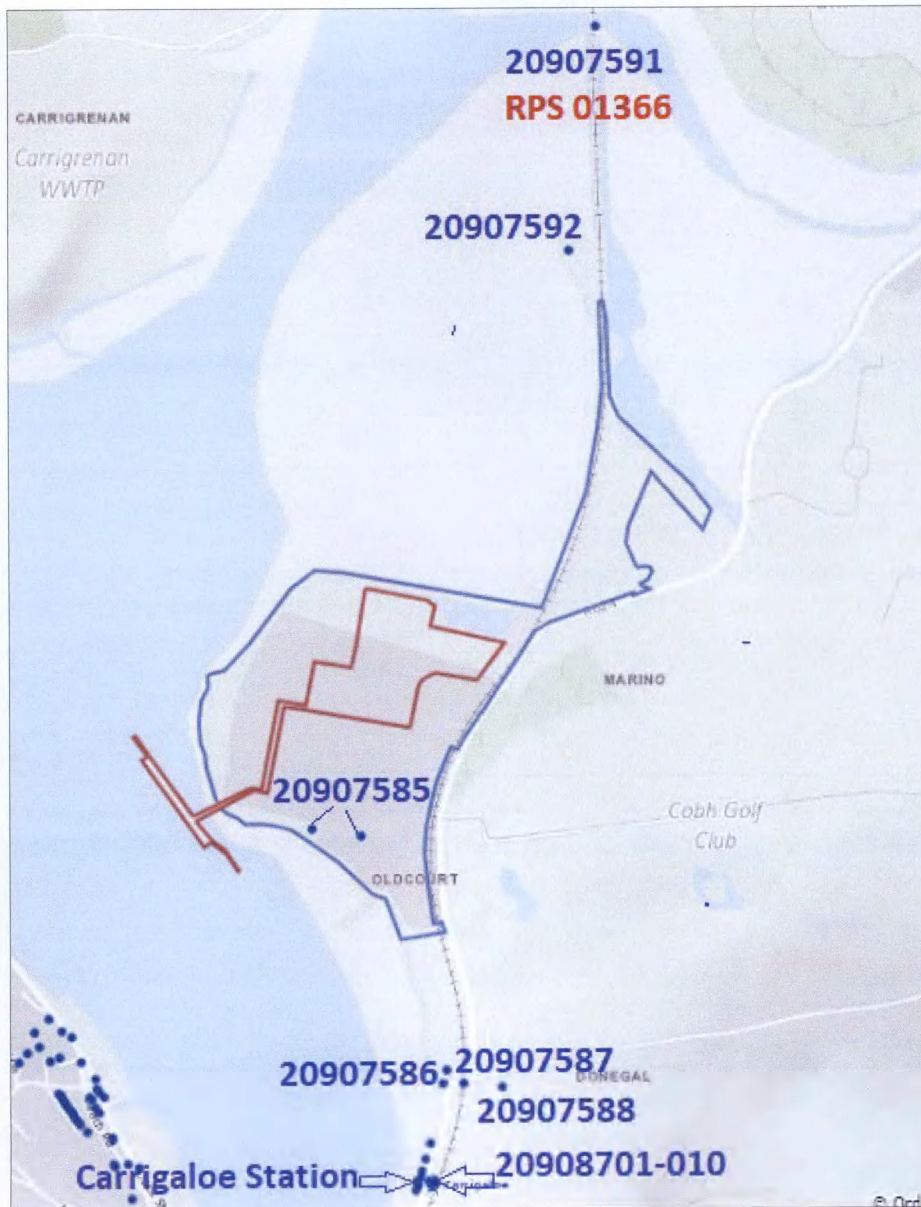 20907591
RPS 01366
CARRIGRENAN
Carrigrenan
WWTP
20907592
MARINO
20907585
Cobh Golf
Club
OLDCOURT
20907586
20907587
DONEGAL
20907588
Carrigaloe Station
20908701-010
© Ord